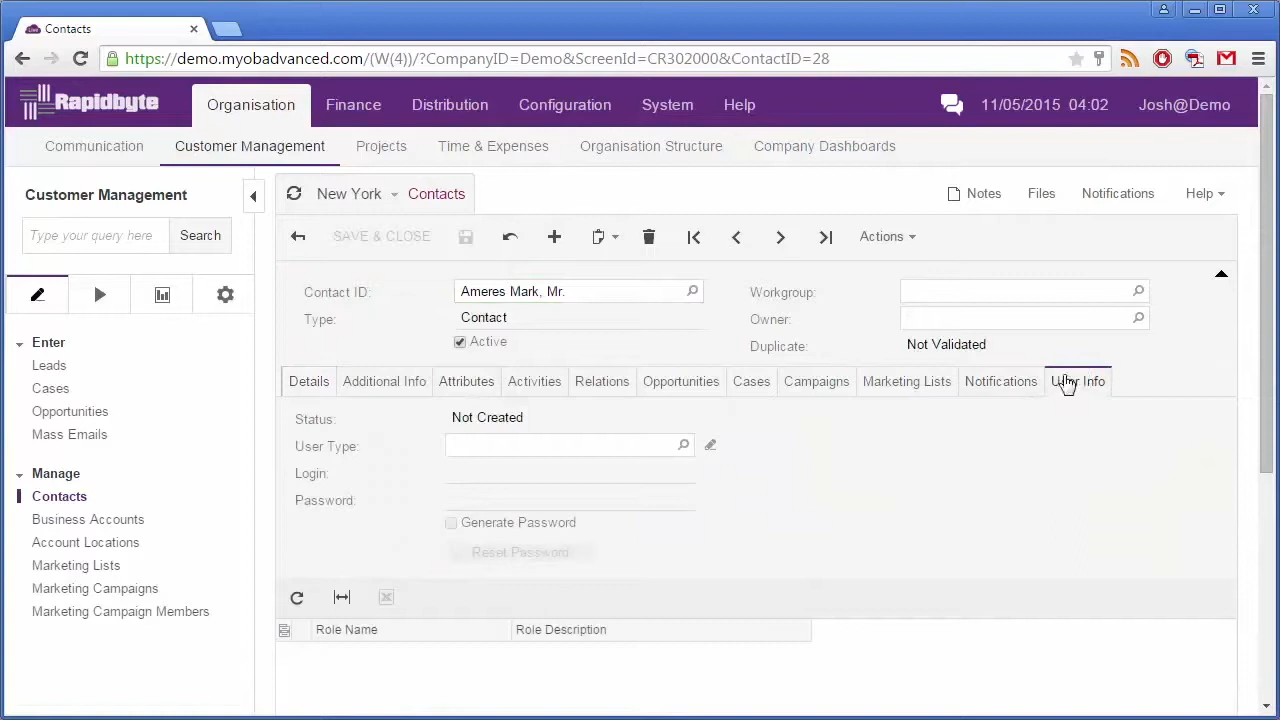 Contacts
https://demo.myobadvanced.com/(W(4))/?CompanyID=Demo&ScreenId=CR302000&ContactID=28
Rapidbyte
Organisation Finance Distribution Configuration System Help 11/05/2015 04:02 Josh@Demo
Communication Customer Management Projects Time & Expenses Organisation Structure Company Dashboards
Customer Management
Type your query here Search
Enter
Leads
Cases
Opportunities
Mass Emails
Manage
Contacts
Business Accounts
Account Locations
Marketing Lists
Marketing Campaigns
Marketing Campaign Members
New York Contacts Notes Files Notifications Help
SAVE & CLOSE Actions
Contact ID: Ameres Mark, Mr. Workgroup:
Type: Contact Owner:
Active Duplicate: Not Validated
Details Additional Info Attributes Activities Relations Opportunities Cases Campaigns Marketing Lists Notifications User Info
Status: Not Created
User Type:
Login:
Password:
Generate Password
Reset Password
Role Name Role Description